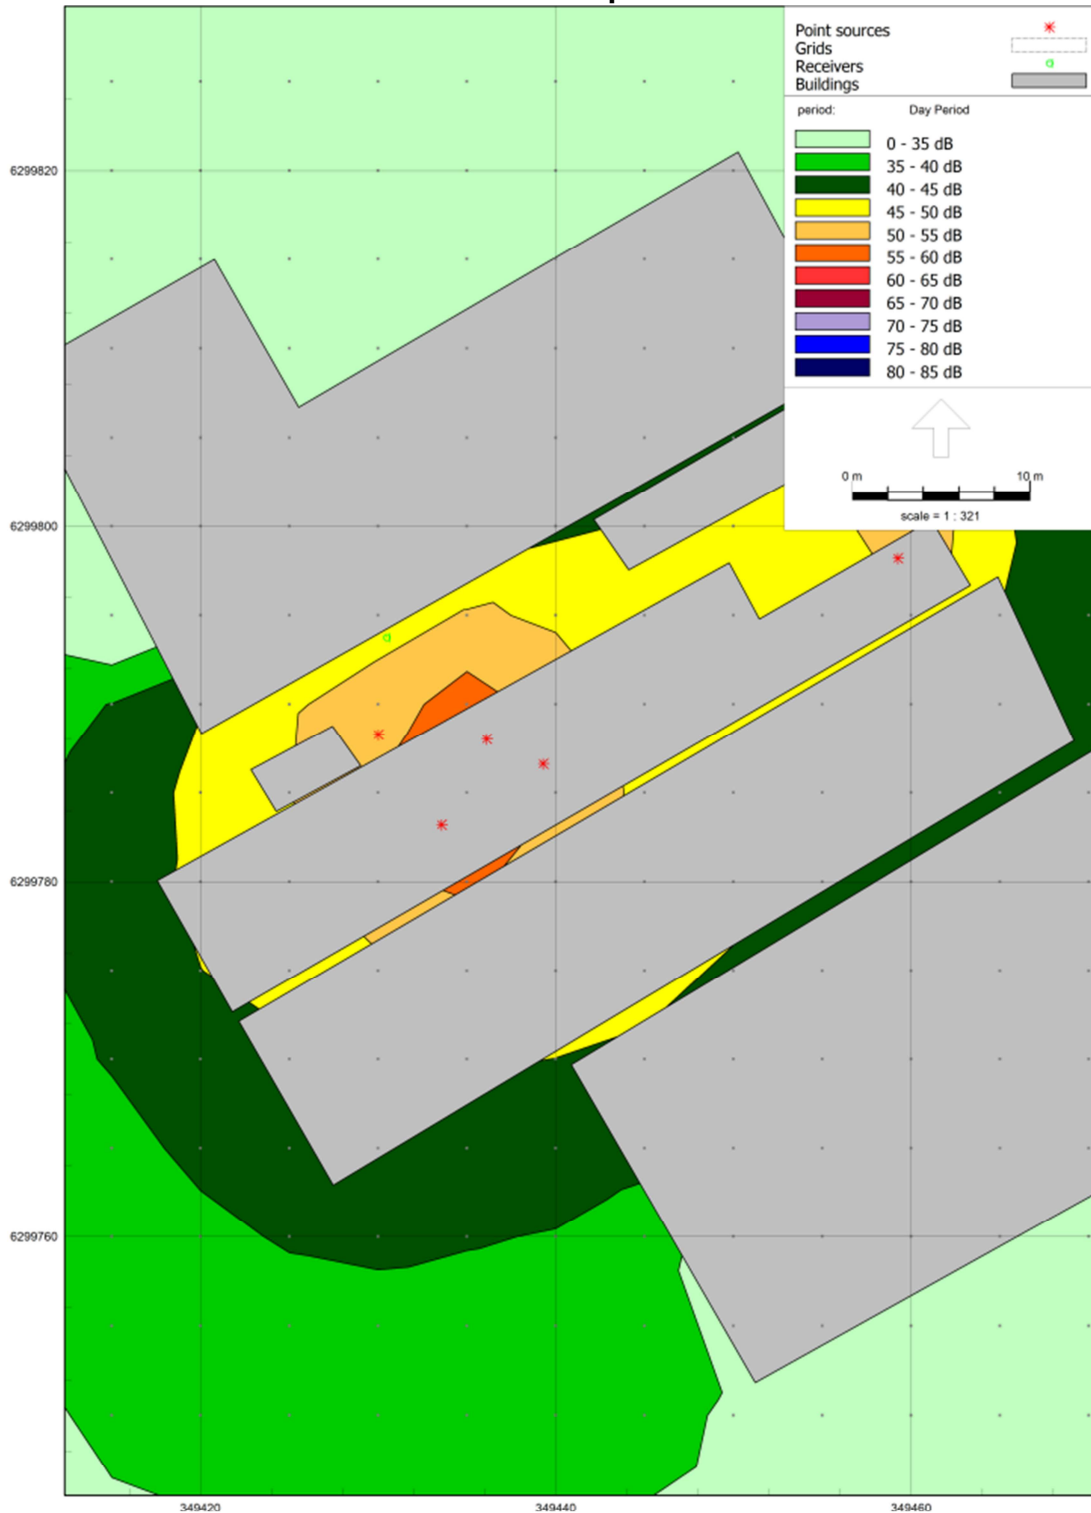 Point sources
Grids
Receivers
Buildings
period: Day Period
0 - 35 dB
35 - 40 dB
40 - 45 dB
45 - 50 dB
50 - 55 dB
55 - 60 dB
60 - 65 dB
65 - 70 dB
70 - 75 dB
75 - 80 dB
80 - 85 dB
0 m 10 m
scale = 1 : 321
6299820
6299800
6299780
6299760
349420 349440 349460